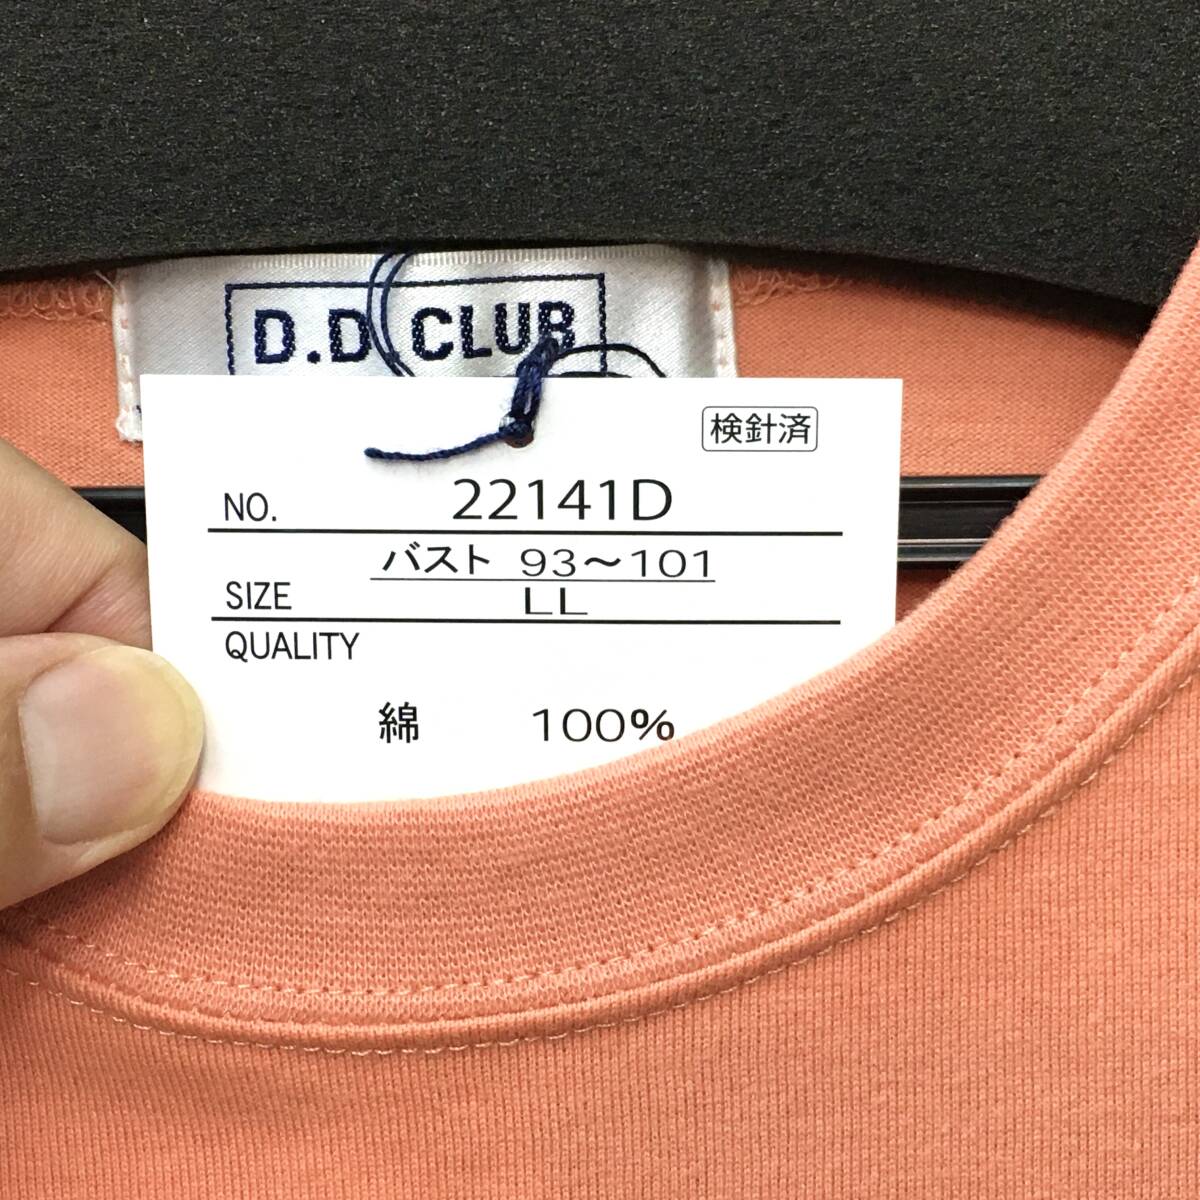 D.D.CLUB
検針済
NO. 22141D
バスト 93〜101
SIZE LL
QUALITY
綿 100%